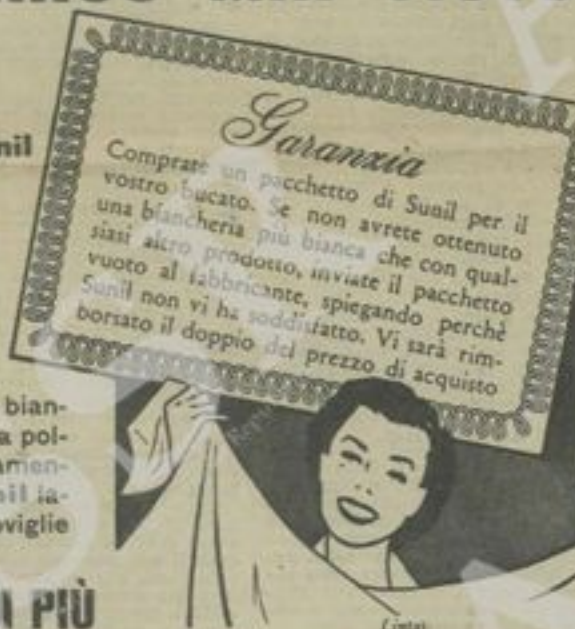 nil
Garanzia
Comprate un pacchetto di Sunil per il
vostro bucato. Se non avrete ottenuto
una biancheria più bianca che con qual-
siasi altro prodotto, inviate il pacchetto
vuoto al fabbricante, spiegando perchè
Sunil non vi ha soddisfatto. Vi sarà rim-
borsato il doppio del prezzo di acquisto
bian-
a pol-
amen-
nil la-
oviglie
I PIÙ